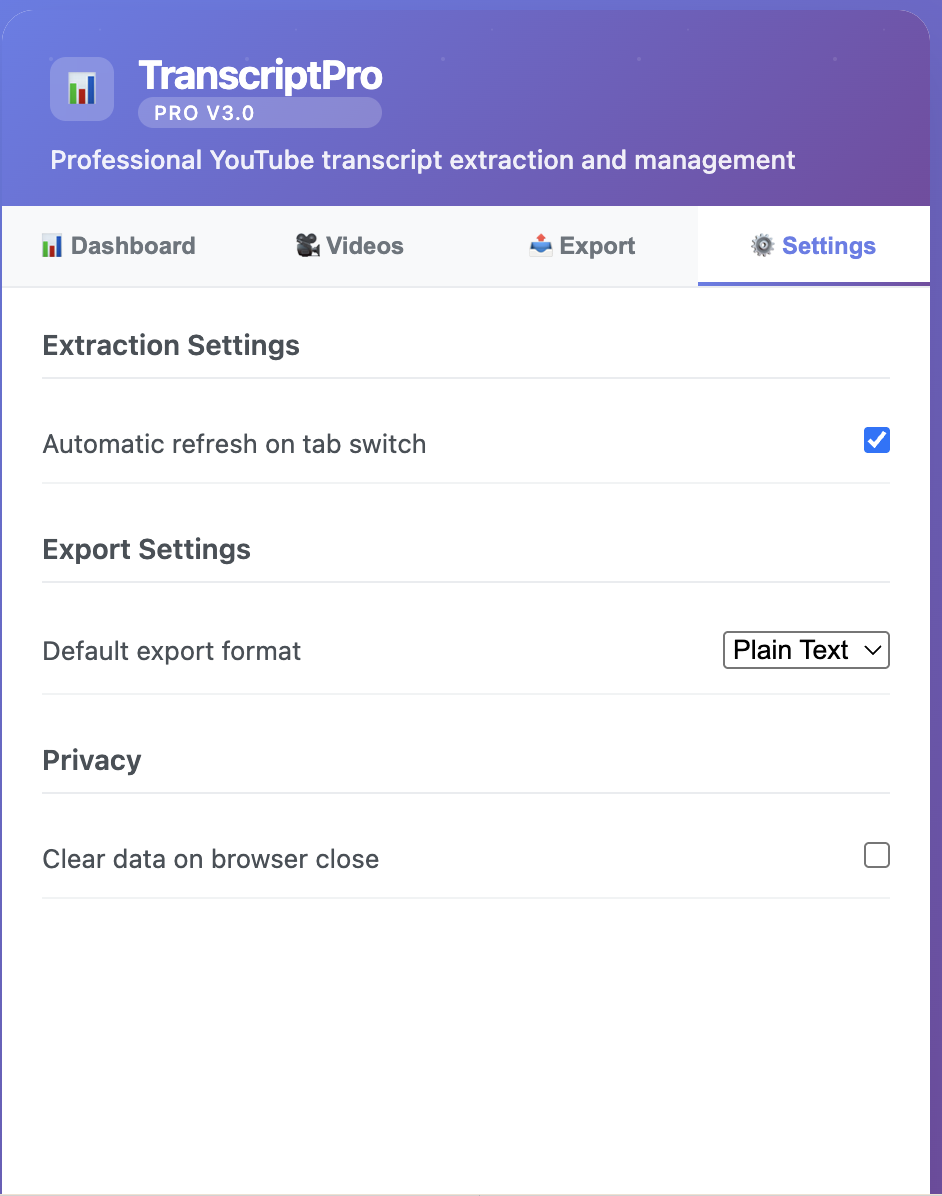 TranscriptPro
PRO V3.0
Professional YouTube transcript extraction and management
Dashboard
Videos
Export
Settings
Extraction Settings
Automatic refresh on tab switch
Export Settings
Default export format
Plain Text
Privacy
Clear data on browser close